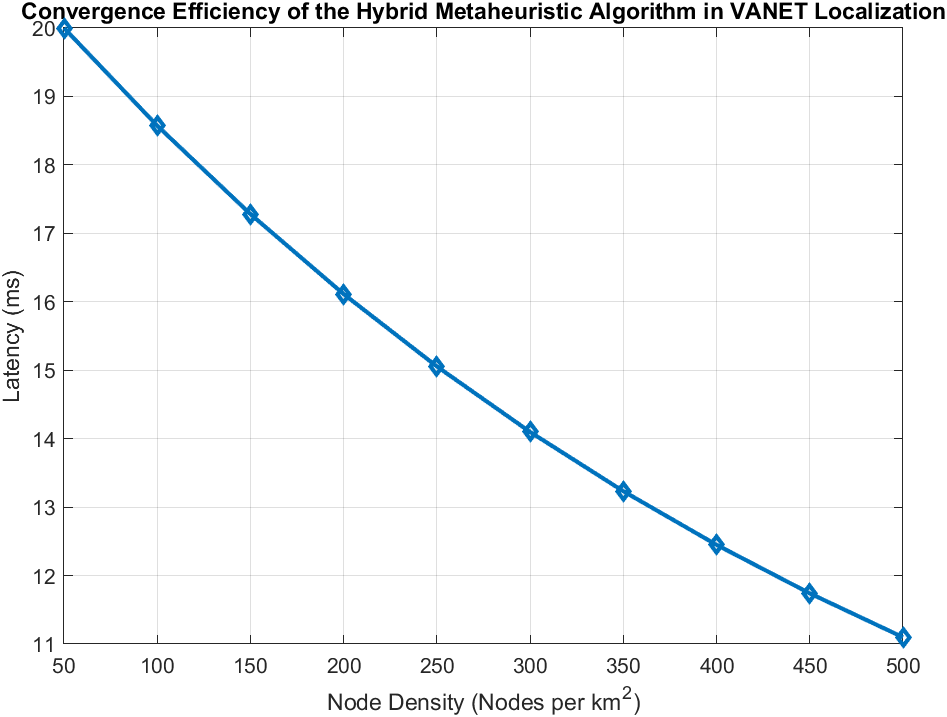 Convergence Efficiency of the Hybrid Metaheuristic Algorithm in VANET Localization
20
19
18
17
16
15
14
13
12
11
Latency (ms)
50 100 150 200 250 300 350 400 450 500
Node Density (Nodes per km²)